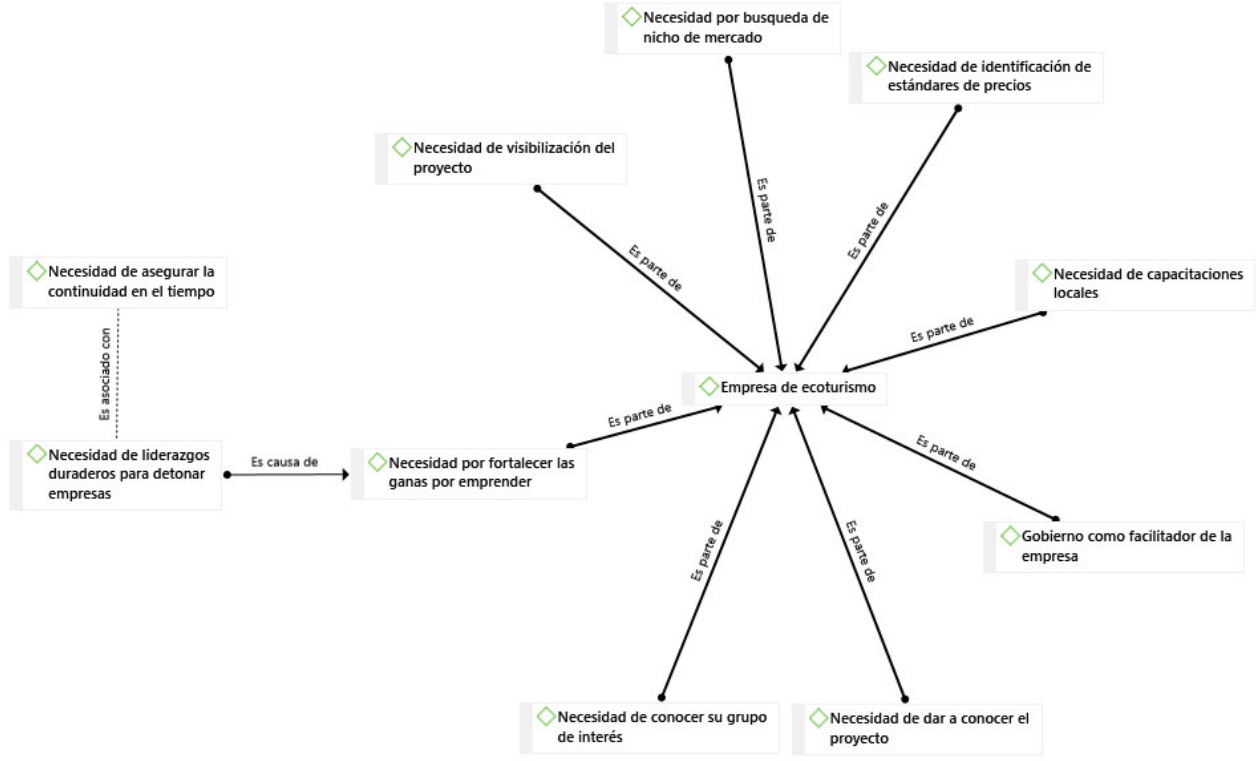 Necesidad por busqueda de
nicho de mercado
Necesidad de identificación de
estándares de precios
Necesidad de visibilización del
proyecto
Es parte de
Es parte de
Es parte de
Necesidad de asegurar la
continuidad en el tiempo
Necesidad de capacitaciones
locales
Es parte de
Es asociado con
Empresa de ecoturismo
Es parte de
Necesidad de liderazgos
duraderos para detonar
empresas
Es causa de
Necesidad por fortalecer las
ganas por emprender
Es parte de
Es parte de
Es parte de
Gobierno como facilitador de la
empresa
Necesidad de conocer su grupo
de interés
Necesidad de dar a conocer el
proyecto